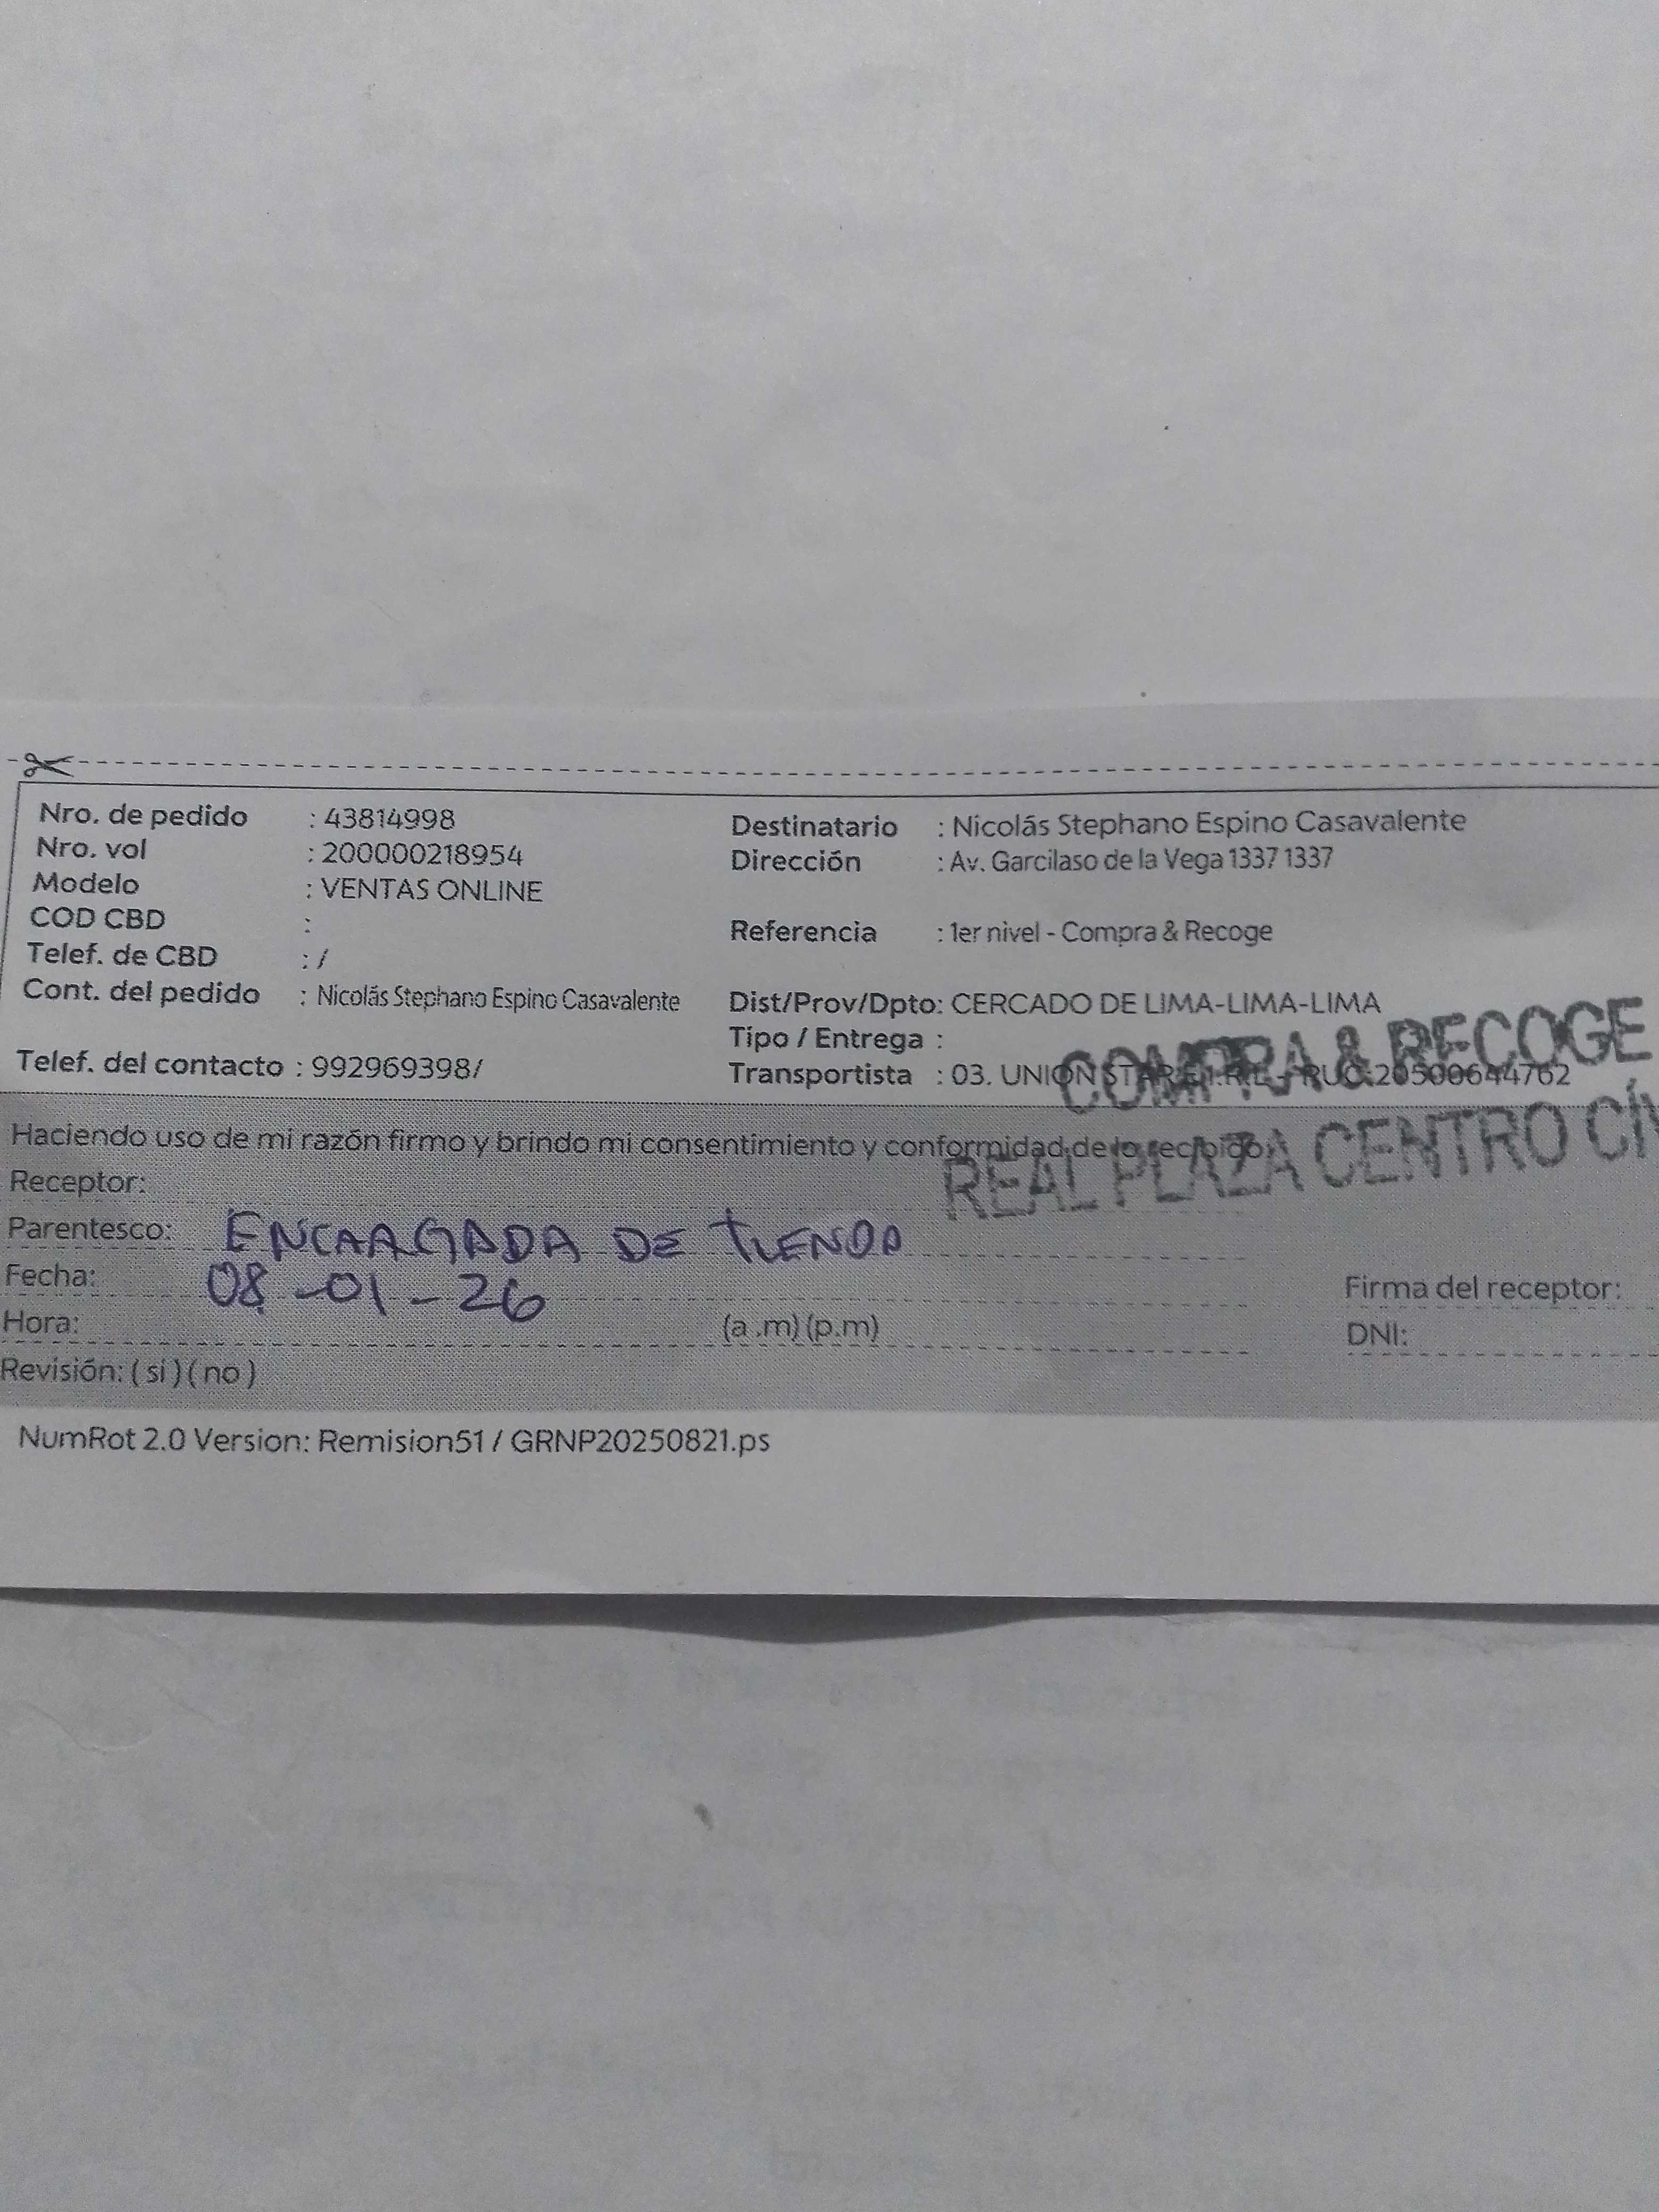 Nro. de pedido : 43814998
Nro. vol : 200000218954
Modelo : VENTAS ONLINE
COD CBD :
Telef. de CBD : /
Cont. del pedido : Nicolás Stephano Espino Casavalente
Telef. del contacto : 992969398/
Destinatario : Nicolás Stephano Espino Casavalente
Dirección : Av. Garcilaso de la Vega 1337 1337
Referencia : 1er nivel - Compra & Recoge
Dist/Prov/Dpto: CERCADO DE LIMA-LIMA-LIMA
Tipo / Entrega :
Transportista : 03. UNION STAR E.I.R.L - RUC:20500644762
COMPRA & RECOGE
REAL PLAZA CENTRO CÍ
Haciendo uso de mi razón firmo y brindo mi consentimiento y conformidad de lo recibido
Receptor:
Parentesco: ENCARGADA DE TIENDA
Fecha: 08-01-26
Hora: (a .m) (p.m)
Revisión: ( si ) ( no )
Firma del receptor:
DNI:
NumRot 2.0 Version: Remision51 / GRNP20250821.ps